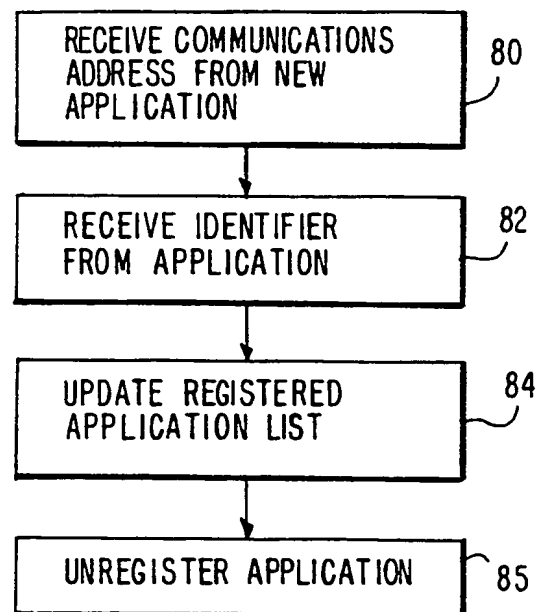 RECEIVE COMMUNICATIONS
ADDRESS FROM NEW
APPLICATION
80
RECEIVE IDENTIFIER
FROM APPLICATION
82
UPDATE REGISTERED
APPLICATION LIST
84
UNREGISTER APPLICATION
85